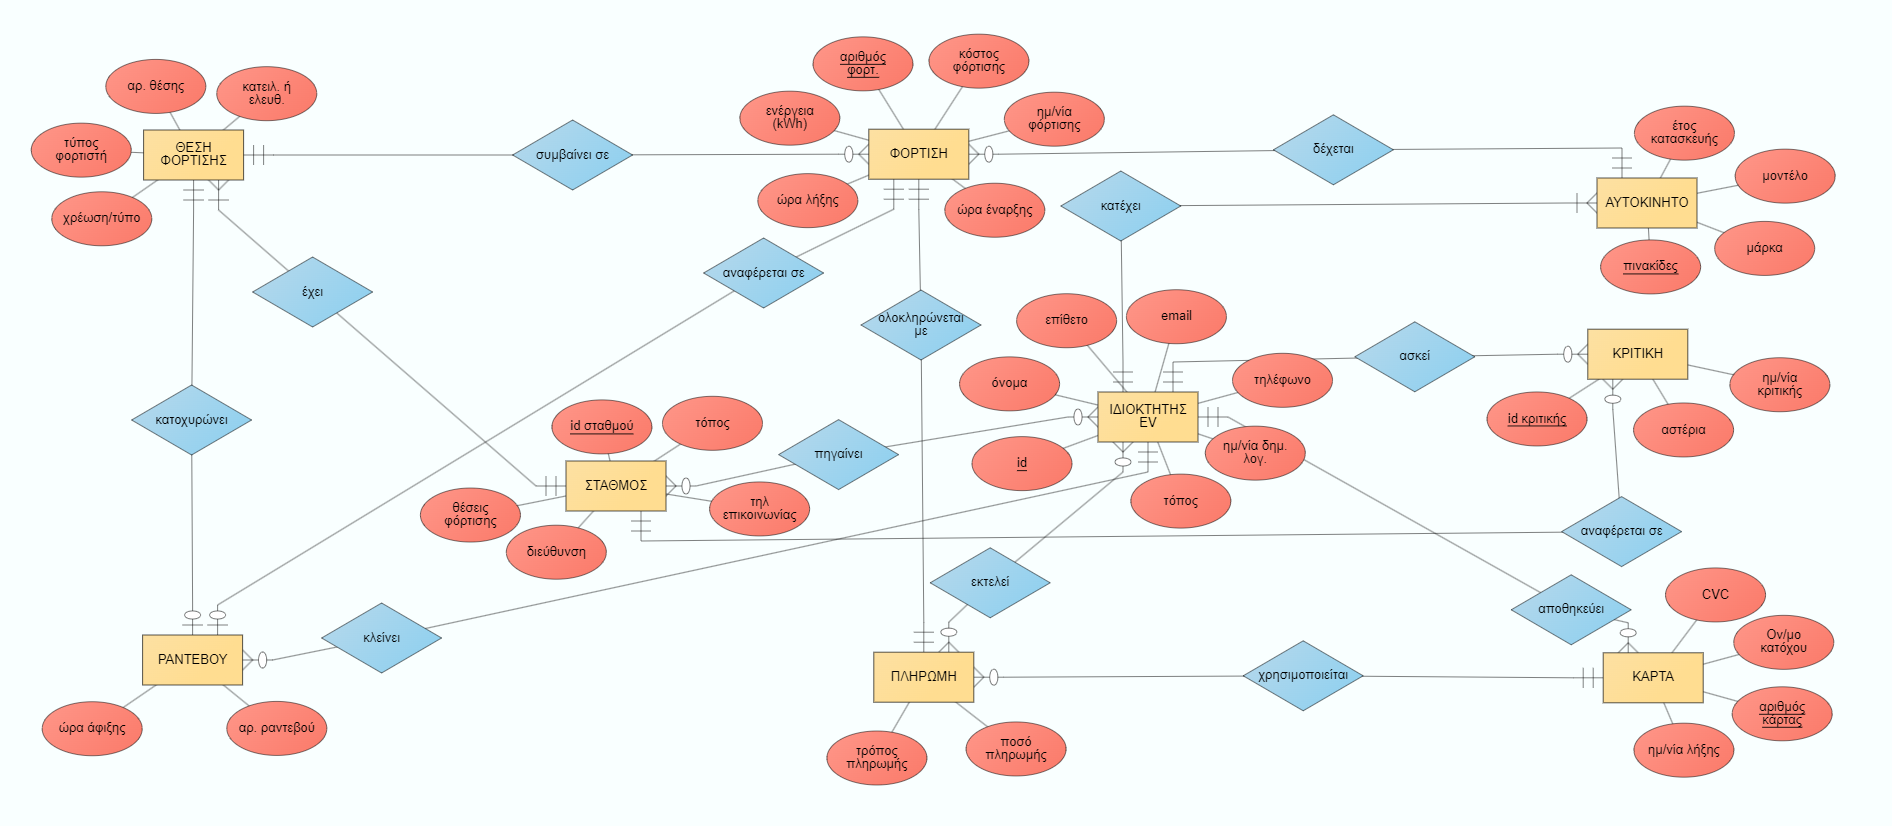 αριθμός
φορτ.
κόστος
φόρτισης
αρ. θέσης
κατειλ. ή
ελευθ.
ενέργεια
(kWh)
ημ/νία
φόρτισης
έτος
κατασκευής
τύπος
φορτιστή
ΘΕΣΗ
ΦΟΡΤΙΣΗΣ
συμβαίνει σε
ΦΟΡΤΙΣΗ
δέχεται
μοντέλο
χρέωση/τύπο
ώρα λήξης
ώρα έναρξης
κατέχει
ΑΥΤΟΚΙΝΗΤΟ
μάρκα
αναφέρεται σε
πινακίδες
έχει
ολοκληρώνεται
με
επίθετο
email
ασκεί
ΚΡΙΤΙΚΗ
όνομα
τηλέφωνο
ημ/νία
κριτικής
κατοχυρώνει
id σταθμού
τόπος
ΙΔΙΟΚΤΗΤΗΣ
EV
id κριτικής
αστέρια
πηγαίνει
id
ημ/νία δημ.
λογ.
ΣΤΑΘΜΟΣ
θέσεις
φόρτισης
τηλ
επικοινωνίας
τόπος
διεύθυνση
αναφέρεται σε
εκτελεί
αποθηκεύει
CVC
κλείνει
Ον/μο
κατόχου
ΡΑΝΤΕΒΟΥ
ΠΛΗΡΩΜΗ
χρησιμοποιείται
ΚΑΡΤΑ
αριθμός
κάρτας
ώρα άφιξης
αρ. ραντεβού
τρόπος
πληρωμής
ποσό
πληρωμής
ημ/νία λήξης